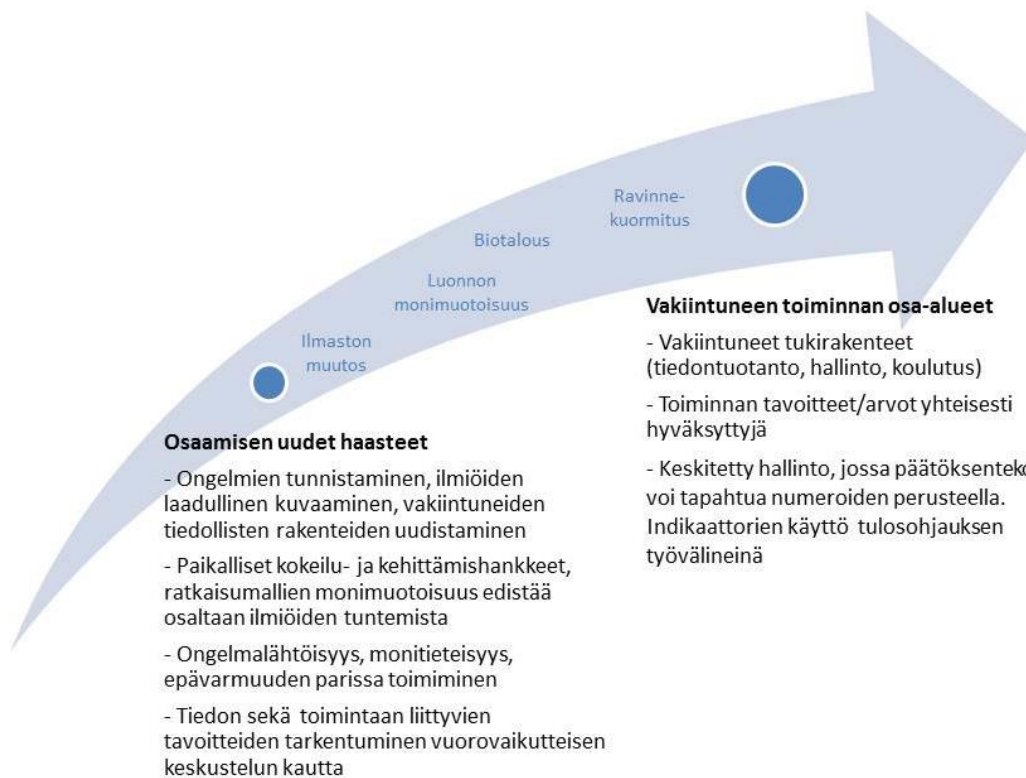 Ravinne-
kuormitus
Biotalous
Luonnon
monimuotoisuus
Ilmaston
muutos
Osaamisen uudet haasteet
- Ongelmien tunnistaminen, ilmiöiden
laadullinen kuvaaminen, vakiintuneiden
tiedollisten rakenteiden uudistaminen
- Paikalliset kokeilu- ja kehittämishankkeet,
ratkaisumallien monimuotoisuus edistää
osaltaan ilmiöiden tuntemista
- Ongelmalähtöisyys, monitieteisyys,
epävarmuuden parissa toimiminen
- Tiedon sekä toimintaan liittyvien
tavoitteiden tarkentuminen vuorovaikutteisen
keskustelun kautta
Vakiintuneen toiminnan osa-alueet
- Vakiintuneet tukirakenteet
(tiedontuotanto, hallinto, koulutus)
- Toiminnan tavoitteet/arvot yhteisesti
hyväksyttyjä
- Keskitetty hallinto, jossa päätöksenteko
voi tapahtua numeroiden perusteella.
Indikaattorien käyttö tulosohjauksen
työvälineinä